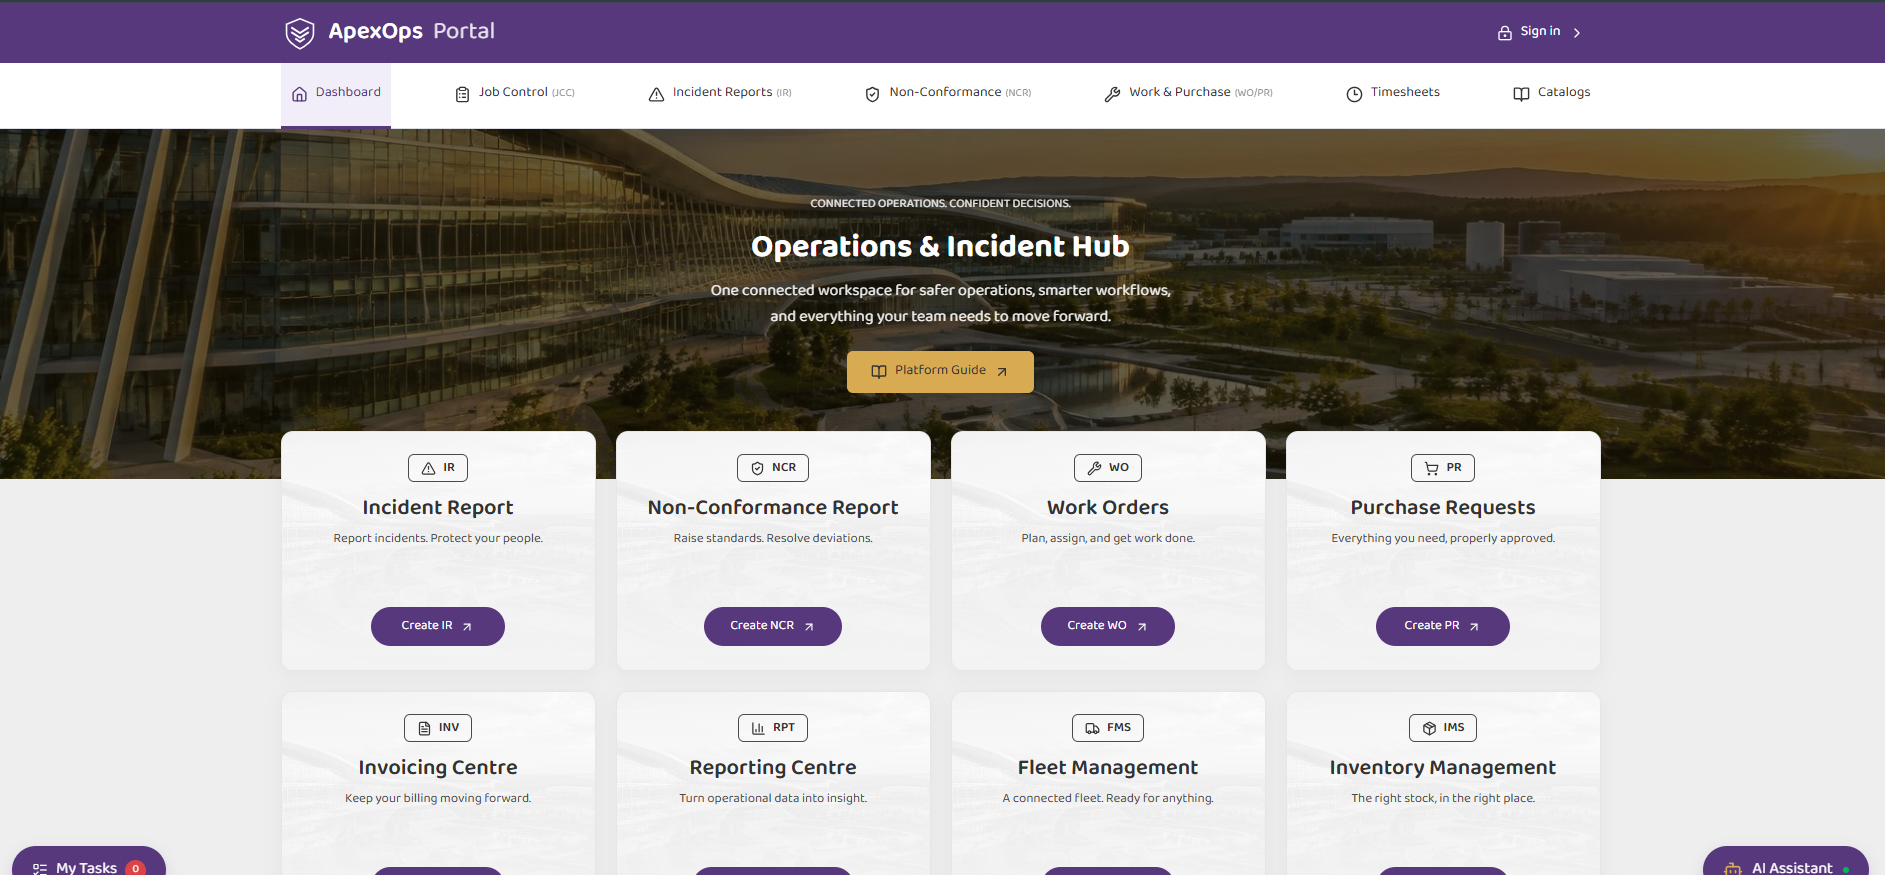 ApexOps Portal
Sign in
Dashboard
Job Control (JCC)
Incident Reports (IR)
Non-Conformance (NCR)
Work & Purchase (WO/PR)
Timesheets
Catalogs
CONNECTED OPERATIONS. CONFIDENT DECISIONS.
Operations & Incident Hub
One connected workspace for safer operations, smarter workflows,
and everything your team needs to move forward.
Platform Guide
IR
Incident Report
Report incidents. Protect your people.
Create IR
NCR
Non-Conformance Report
Raise standards. Resolve deviations.
Create NCR
WO
Work Orders
Plan, assign, and get work done.
Create WO
PR
Purchase Requests
Everything you need, properly approved.
Create PR
INV
Invoicing Centre
Keep your billing moving forward.
RPT
Reporting Centre
Turn operational data into insight.
FMS
Fleet Management
A connected fleet. Ready for anything.
IMS
Inventory Management
The right stock, in the right place.
My Tasks 0
AI Assistant